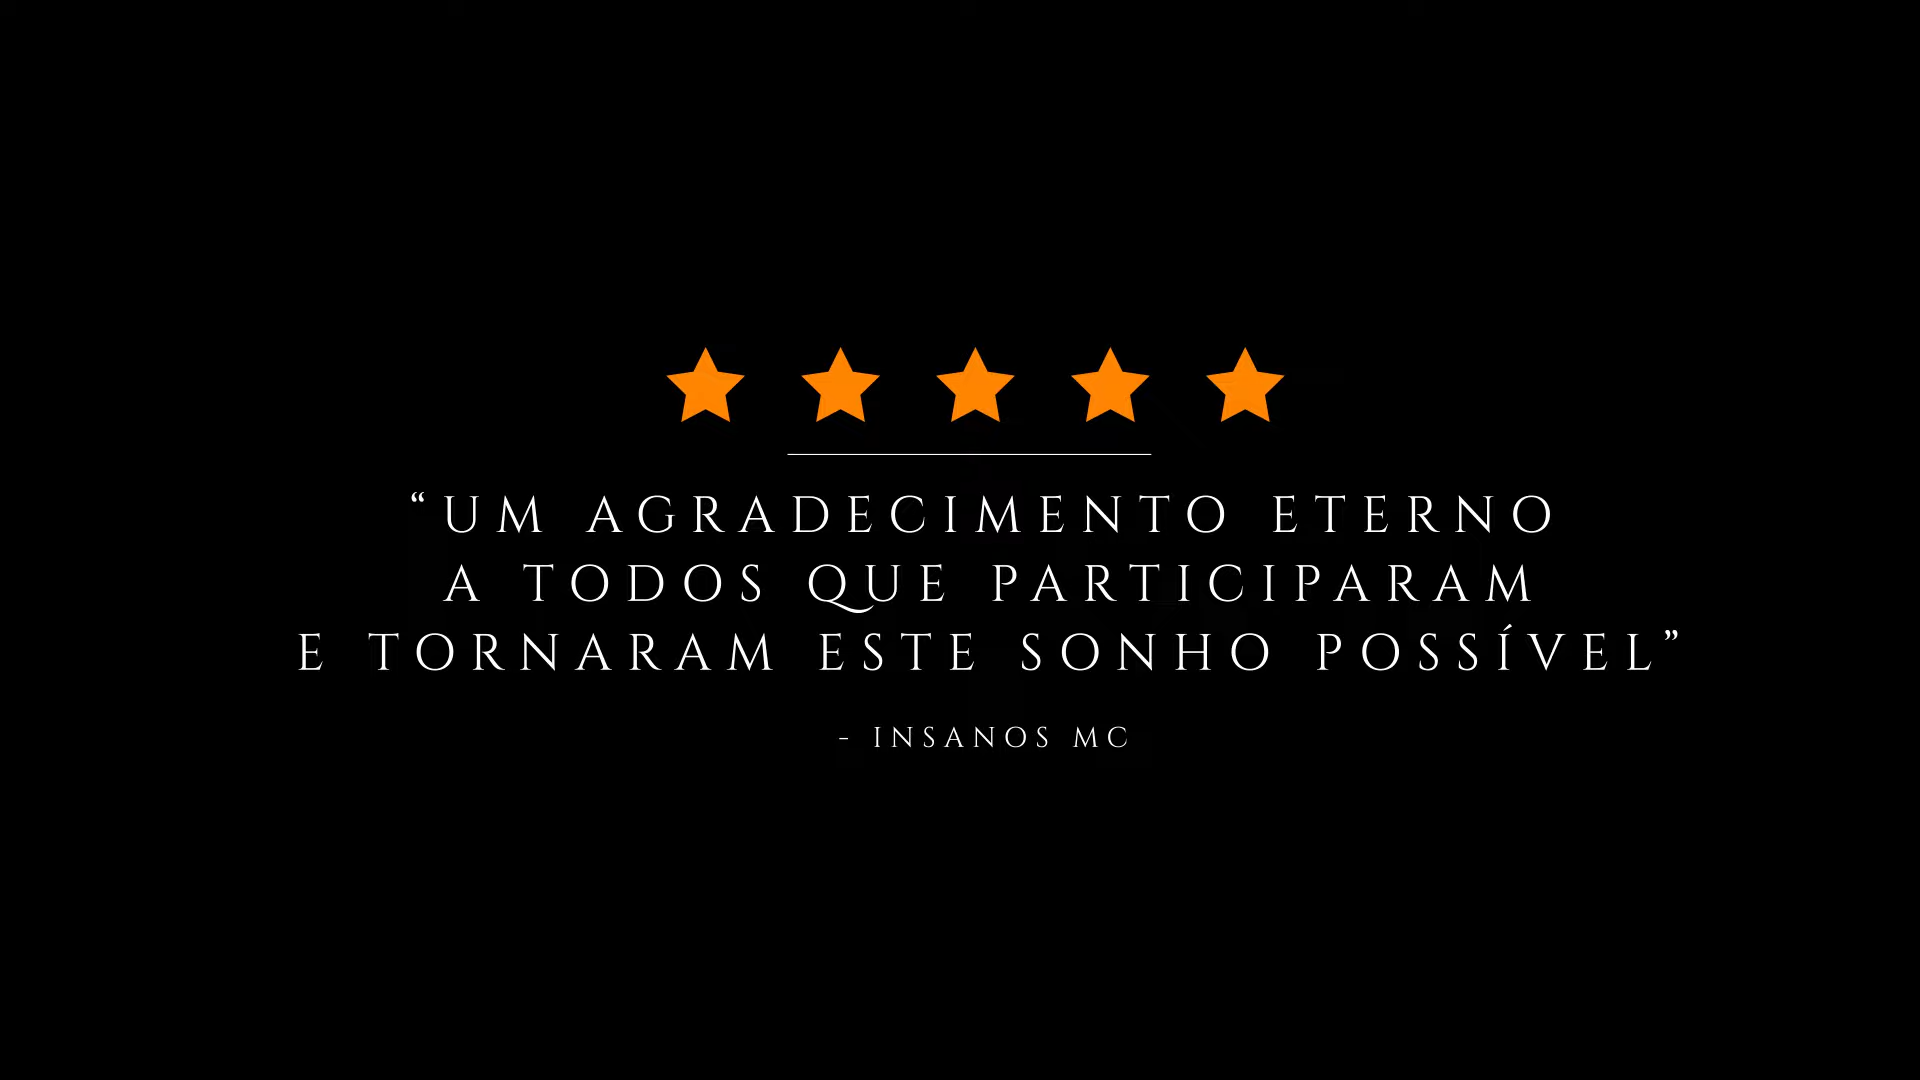 “UM AGRADECIMENTO ETERNO
A TODOS QUE PARTICIPARAM
E TORNARAM ESTE SONHO POSSÍVEL”
- INSANOS MC